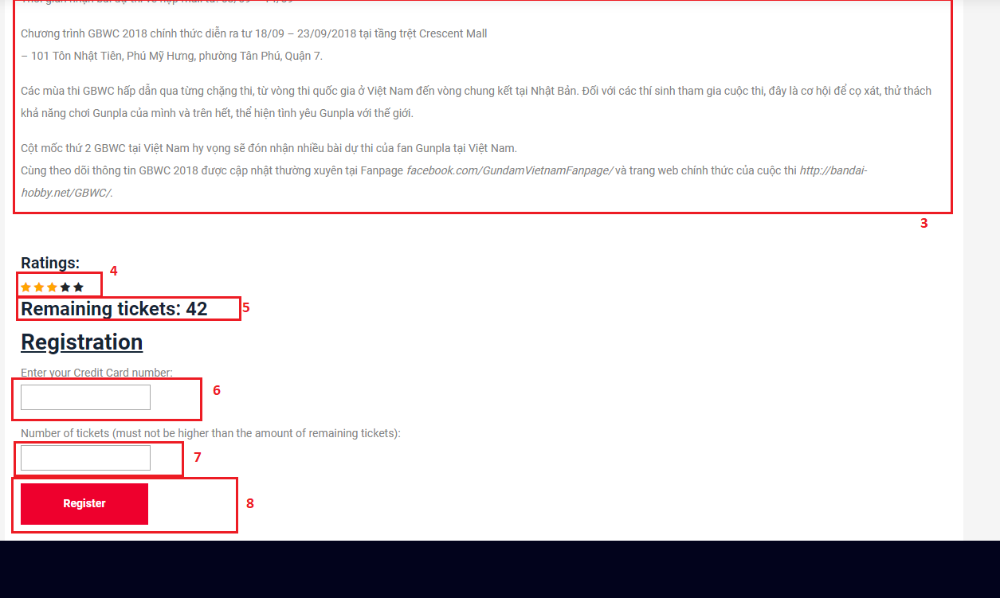 Chương trình GBWC 2018 chính thức diễn ra tư 18/09 – 23/09/2018 tại tầng trệt Crescent Mall
– 101 Tôn Nhật Tiên, Phú Mỹ Hưng, phường Tân Phú, Quận 7.
Các mùa thi GBWC hấp dẫn qua từng chặng thi, từ vòng thi quốc gia ở Việt Nam đến vòng chung kết tại Nhật Bản. Đối với các thí sinh tham gia cuộc thi, đây là cơ hội để cọ xát, thử thách
khả năng chơi Gunpla của mình và trên hết, thể hiện tình yêu Gunpla với thế giới.
Cột mốc thứ 2 GBWC tại Việt Nam hy vọng sẽ đón nhận nhiều bài dự thi của fan Gunpla tại Việt Nam.
Cùng theo dõi thông tin GBWC 2018 được cập nhật thường xuyên tại Fanpage facebook.com/GundamVietnamFanpage/ và trang web chính thức của cuộc thi http://bandai-
hobby.net/GBWC/.
3
Ratings:
4
Remaining tickets: 42
5
Registration
Enter your Credit Card number:
6
Number of tickets (must not be higher than the amount of remaining tickets):
7
Register
8